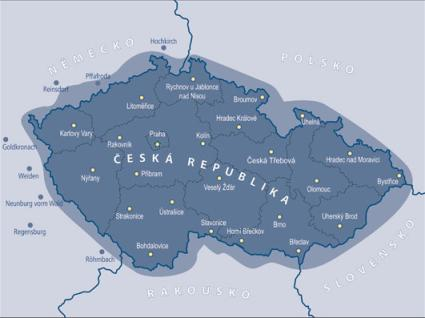 Hochkirch
NĚMECKO
POLSKO
Pfaffroda
Reinsdorf
Rychnov u Jablonce
nad Nisou
Litoměřice
Broumov
Uhelná
Karlovy Vary
Hradec Králové
Praha
Kolín
Rakovník
Goldkronach
ČESKÁ REPUBLIKA
Česká Třebová
Hradec nad Moravicí
Weiden
Nýřany
Příbram
Veselý Žďár
Olomouc
Bystřice
Neunburg vorm Wald
Strakonice
Ústrašice
Slavonice
Horní Břečkov
Brno
Uherský Brod
Regensburg
Röhrnbach
Bohdalovice
Břeclav
SLOVENSKO
RAKOUSKO